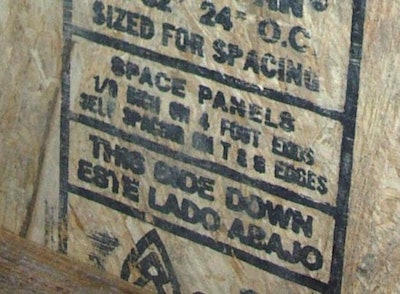 24" O.C.
SIZED FOR SPACING
SPACE PANELS
1/8 INCH ON 4 FOOT ENDS
SELF SPACING ON T & G EDGES
THIS SIDE DOWN
ESTE LADO ABAJO